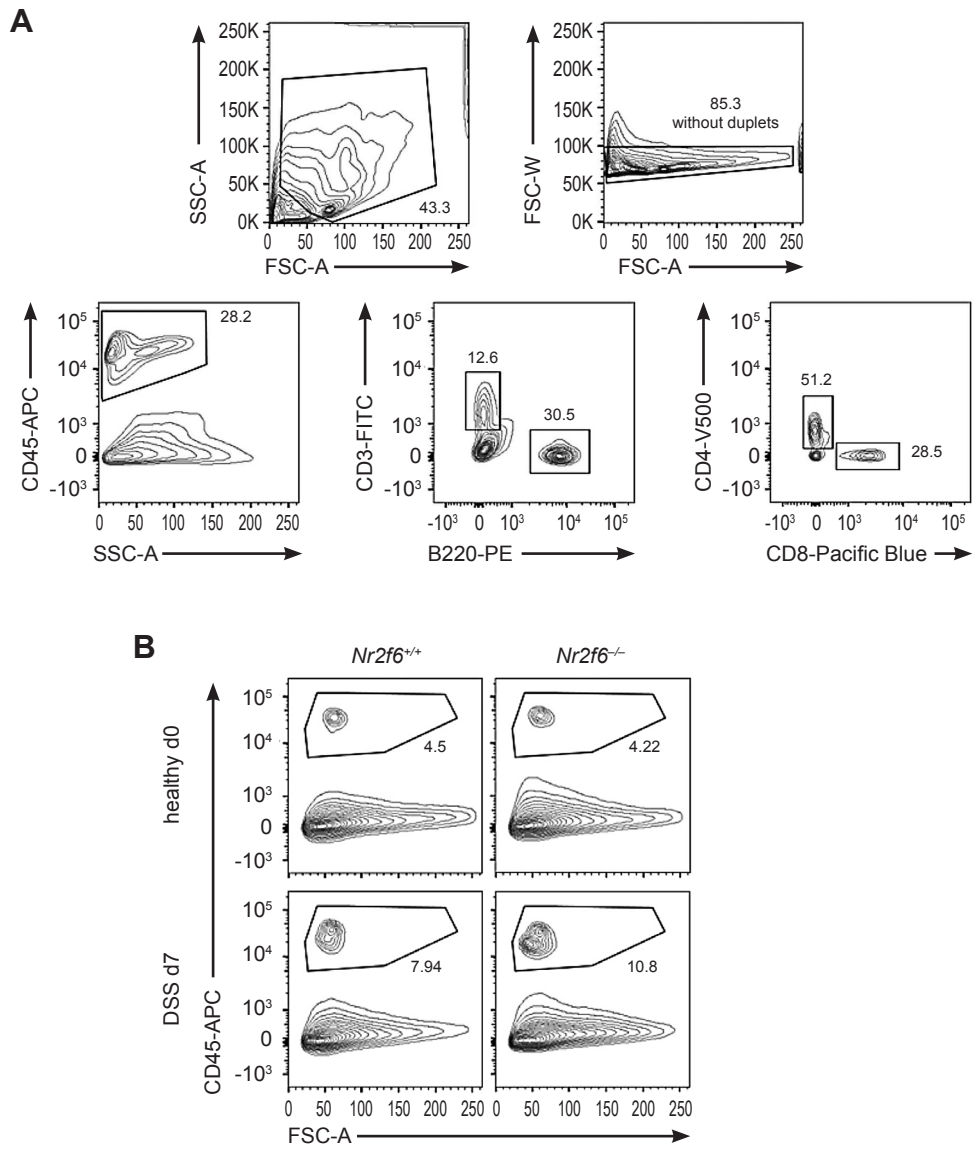 A
250K
200K
150K
100K
50K
0K
SSC-A
43.3
0 50 100 150 200 250
FSC-A
250K
200K
150K
100K
50K
0K
FSC-W
85.3
without duplets
0 50 100 150 200 250
FSC-A
10⁵
10⁴
10³
0
-10³
CD45-APC
28.2
0 50 100 150 200 250
SSC-A
10⁵
10⁴
10³
0
-10³
CD3-FITC
12.6
30.5
-10³ 0 10³ 10⁴ 10⁵
B220-PE
10⁵
10⁴
10³
0
-10³
CD4-V500
51.2
28.5
-10³ 0 10³ 10⁴ 10⁵
CD8-Pacific Blue
B
Nr2f6⁺/⁺ Nr2f6⁻/⁻
healthy d0
10⁵
10⁴
10³
0
-10³
4.5
4.22
DSS d7
CD45-APC
10⁵
10⁴
10³
0
-10³
7.94
10.8
0 50 100 150 200 250 0 50 100 150 200 250
FSC-A